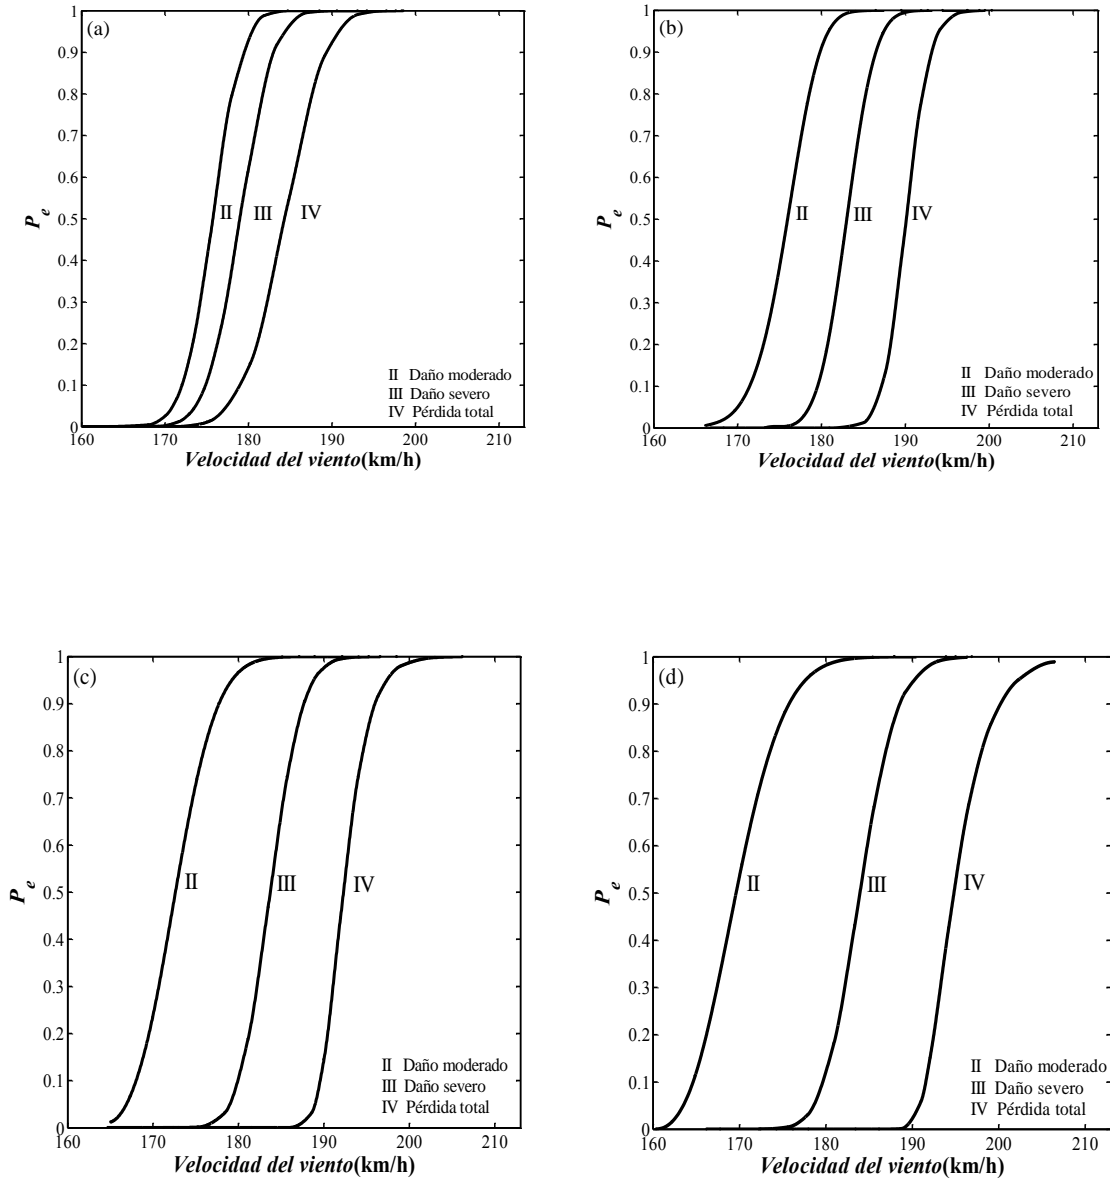 (a)
1
0.9
0.8
0.7
0.6
0.5
0.4
0.3
0.2
0.1
0
P e
II III IV
II Daño moderado
III Daño severo
IV Pérdida total
160 170 180 190 200 210
Velocidad del viento(km/h)
(b)
1
0.9
0.8
0.7
0.6
0.5
0.4
0.3
0.2
0.1
0
P e
II III IV
II Daño moderado
III Daño severo
IV Pérdida total
160 170 180 190 200 210
Velocidad del viento(km/h)
(c)
1
0.9
0.8
0.7
0.6
0.5
0.4
0.3
0.2
0.1
0
P e
II III IV
II Daño moderado
III Daño severo
IV Pérdida total
160 170 180 190 200 210
Velocidad del viento(km/h)
(d)
1
0.9
0.8
0.7
0.6
0.5
0.4
0.3
0.2
0.1
0
P e
II III IV
II Daño moderado
III Daño severo
IV Pérdida total
160 170 180 190 200 210
Velocidad del viento(km/h)